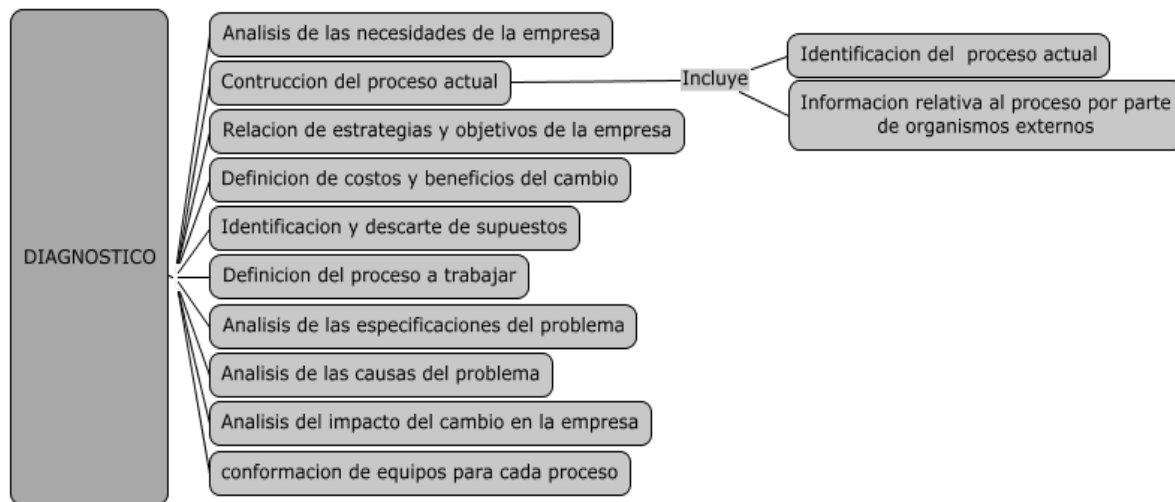 DIAGNOSTICO
Analisis de las necesidades de la empresa
Contruccion del proceso actual
Incluye
Identificacion del proceso actual
Informacion relativa al proceso por parte
de organismos externos
Relacion de estrategias y objetivos de la empresa
Definicion de costos y beneficios del cambio
Identificacion y descarte de supuestos
Definicion del proceso a trabajar
Analisis de las especificaciones del problema
Analisis de las causas del problema
Analisis del impacto del cambio en la empresa
conformacion de equipos para cada proceso